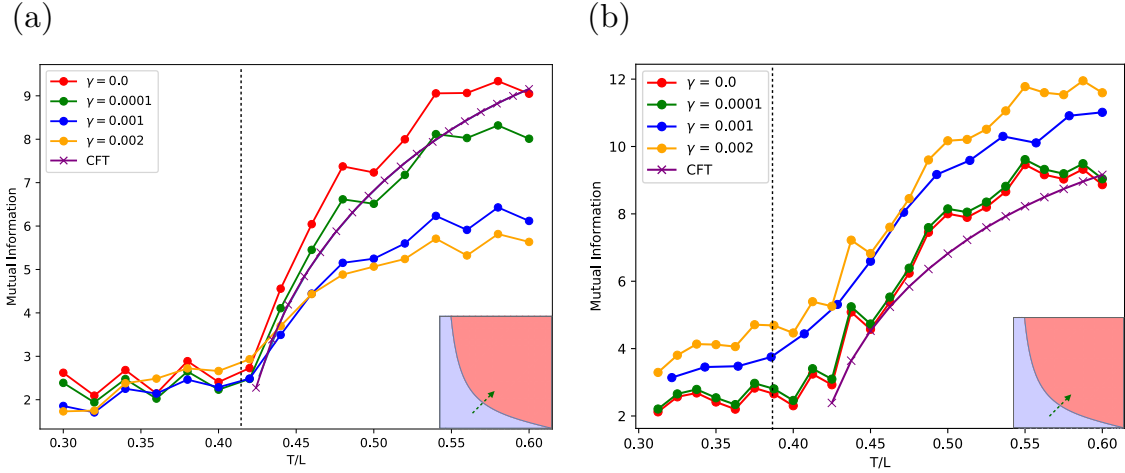 (a)
γ = 0.0
γ = 0.0001
γ = 0.001
γ = 0.002
CFT
Mutual Information
9
8
7
6
5
4
3
2
0.30 0.35 0.40 0.45 0.50 0.55 0.60
T/L
(b)
γ = 0.0
γ = 0.0001
γ = 0.001
γ = 0.002
CFT
Mutual Information
12
10
8
6
4
2
0.30 0.35 0.40 0.45 0.50 0.55 0.60
T/L